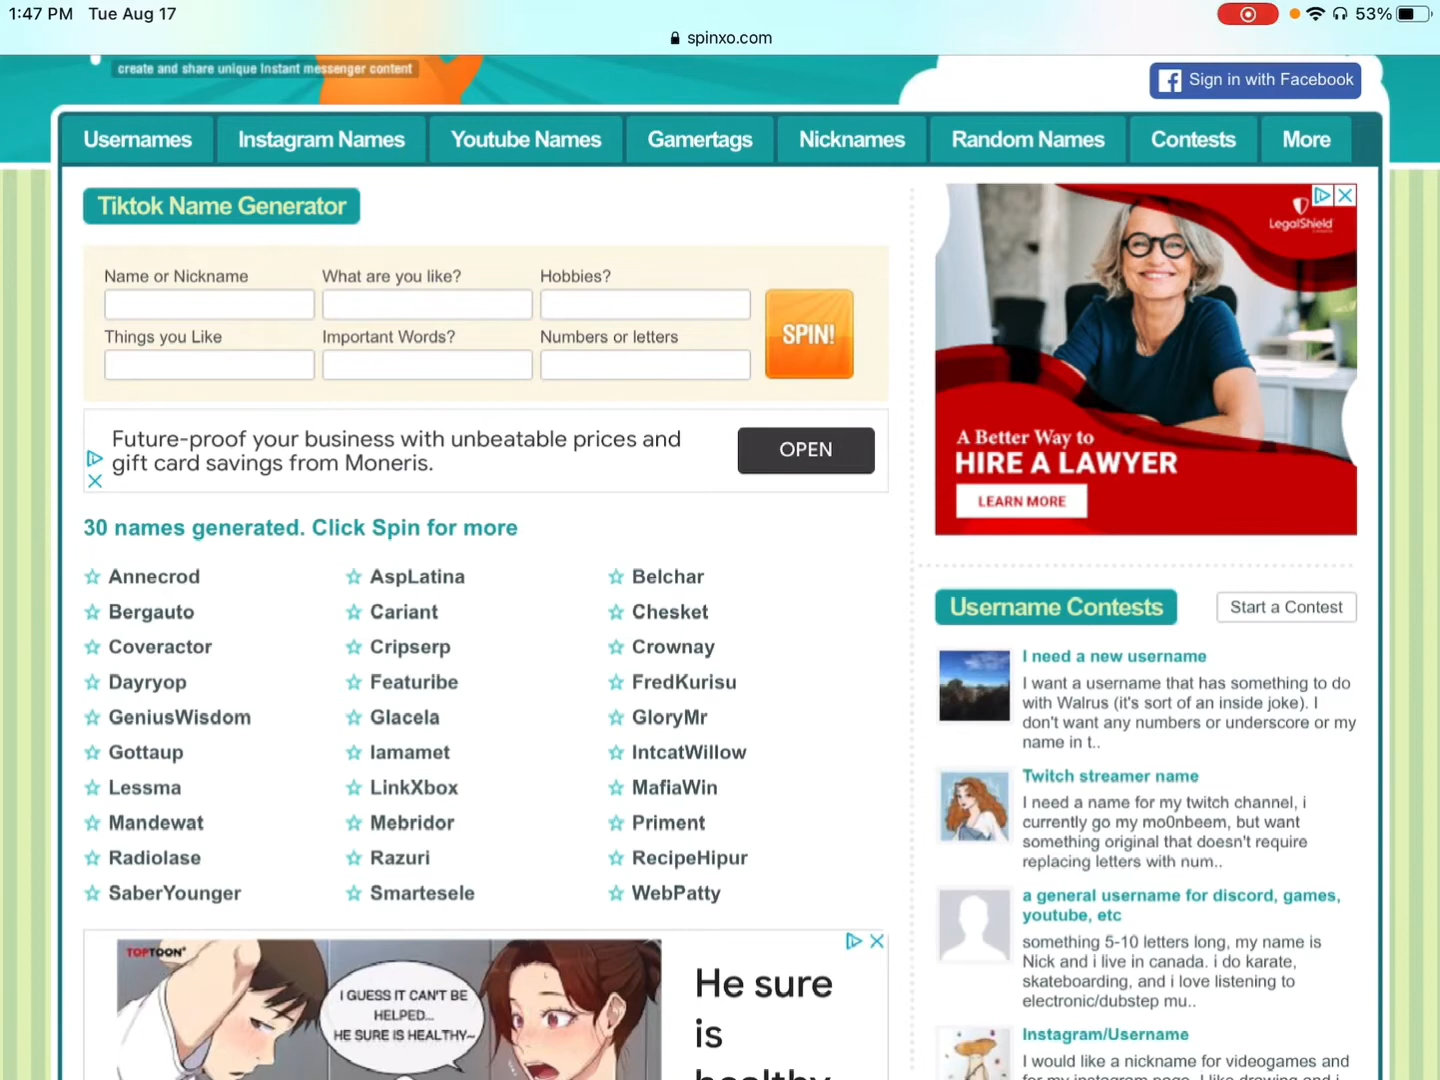 1:47 PM Tue Aug 17
53%
spinxo.com
create and share unique Instant messenger content
Sign in with Facebook
Usernames
Instagram Names
Youtube Names
Gamertags
Nicknames
Random Names
Contests
More
Tiktok Name Generator
Name or Nickname
What are you like?
Hobbies?
Things you Like
Important Words?
Numbers or letters
SPIN!
Future-proof your business with unbeatable prices and
gift card savings from Moneris.
OPEN
30 names generated. Click Spin for more
Annecrod
AspLatina
Belchar
Bergauto
Cariant
Chesket
Coveractor
Cripserp
Crownay
Dayryop
Featuribe
FredKurisu
GeniusWisdom
Glacela
GloryMr
Gottaup
Iamamet
IntcatWillow
Lessma
LinkXbox
MafiaWin
Mandewat
Mebridor
Priment
Radiolase
Razuri
RecipeHipur
SaberYounger
Smartesele
WebPatty
TOPTOON
I GUESS IT CAN'T BE
HELPED...
HE SURE IS HEALTHY~
He sure
is
healthy
LegalShield
A Better Way to
HIRE A LAWYER
LEARN MORE
Username Contests
Start a Contest
I need a new username
I want a username that has something to do
with Walrus (it's sort of an inside joke). I
don't want any numbers or underscore or my
name in t..
Twitch streamer name
I need a name for my twitch channel, i
currently go my mo0nbeem, but want
something original that doesn't require
replacing letters with num..
a general username for discord, games,
youtube, etc
something 5-10 letters long, my name is
Nick and i live in canada. i do karate,
skateboarding, and i love listening to
electronic/dubstep mu..
Instagram/Username
I would like a nickname for videogames and
for my instagram page. I like drawing and i